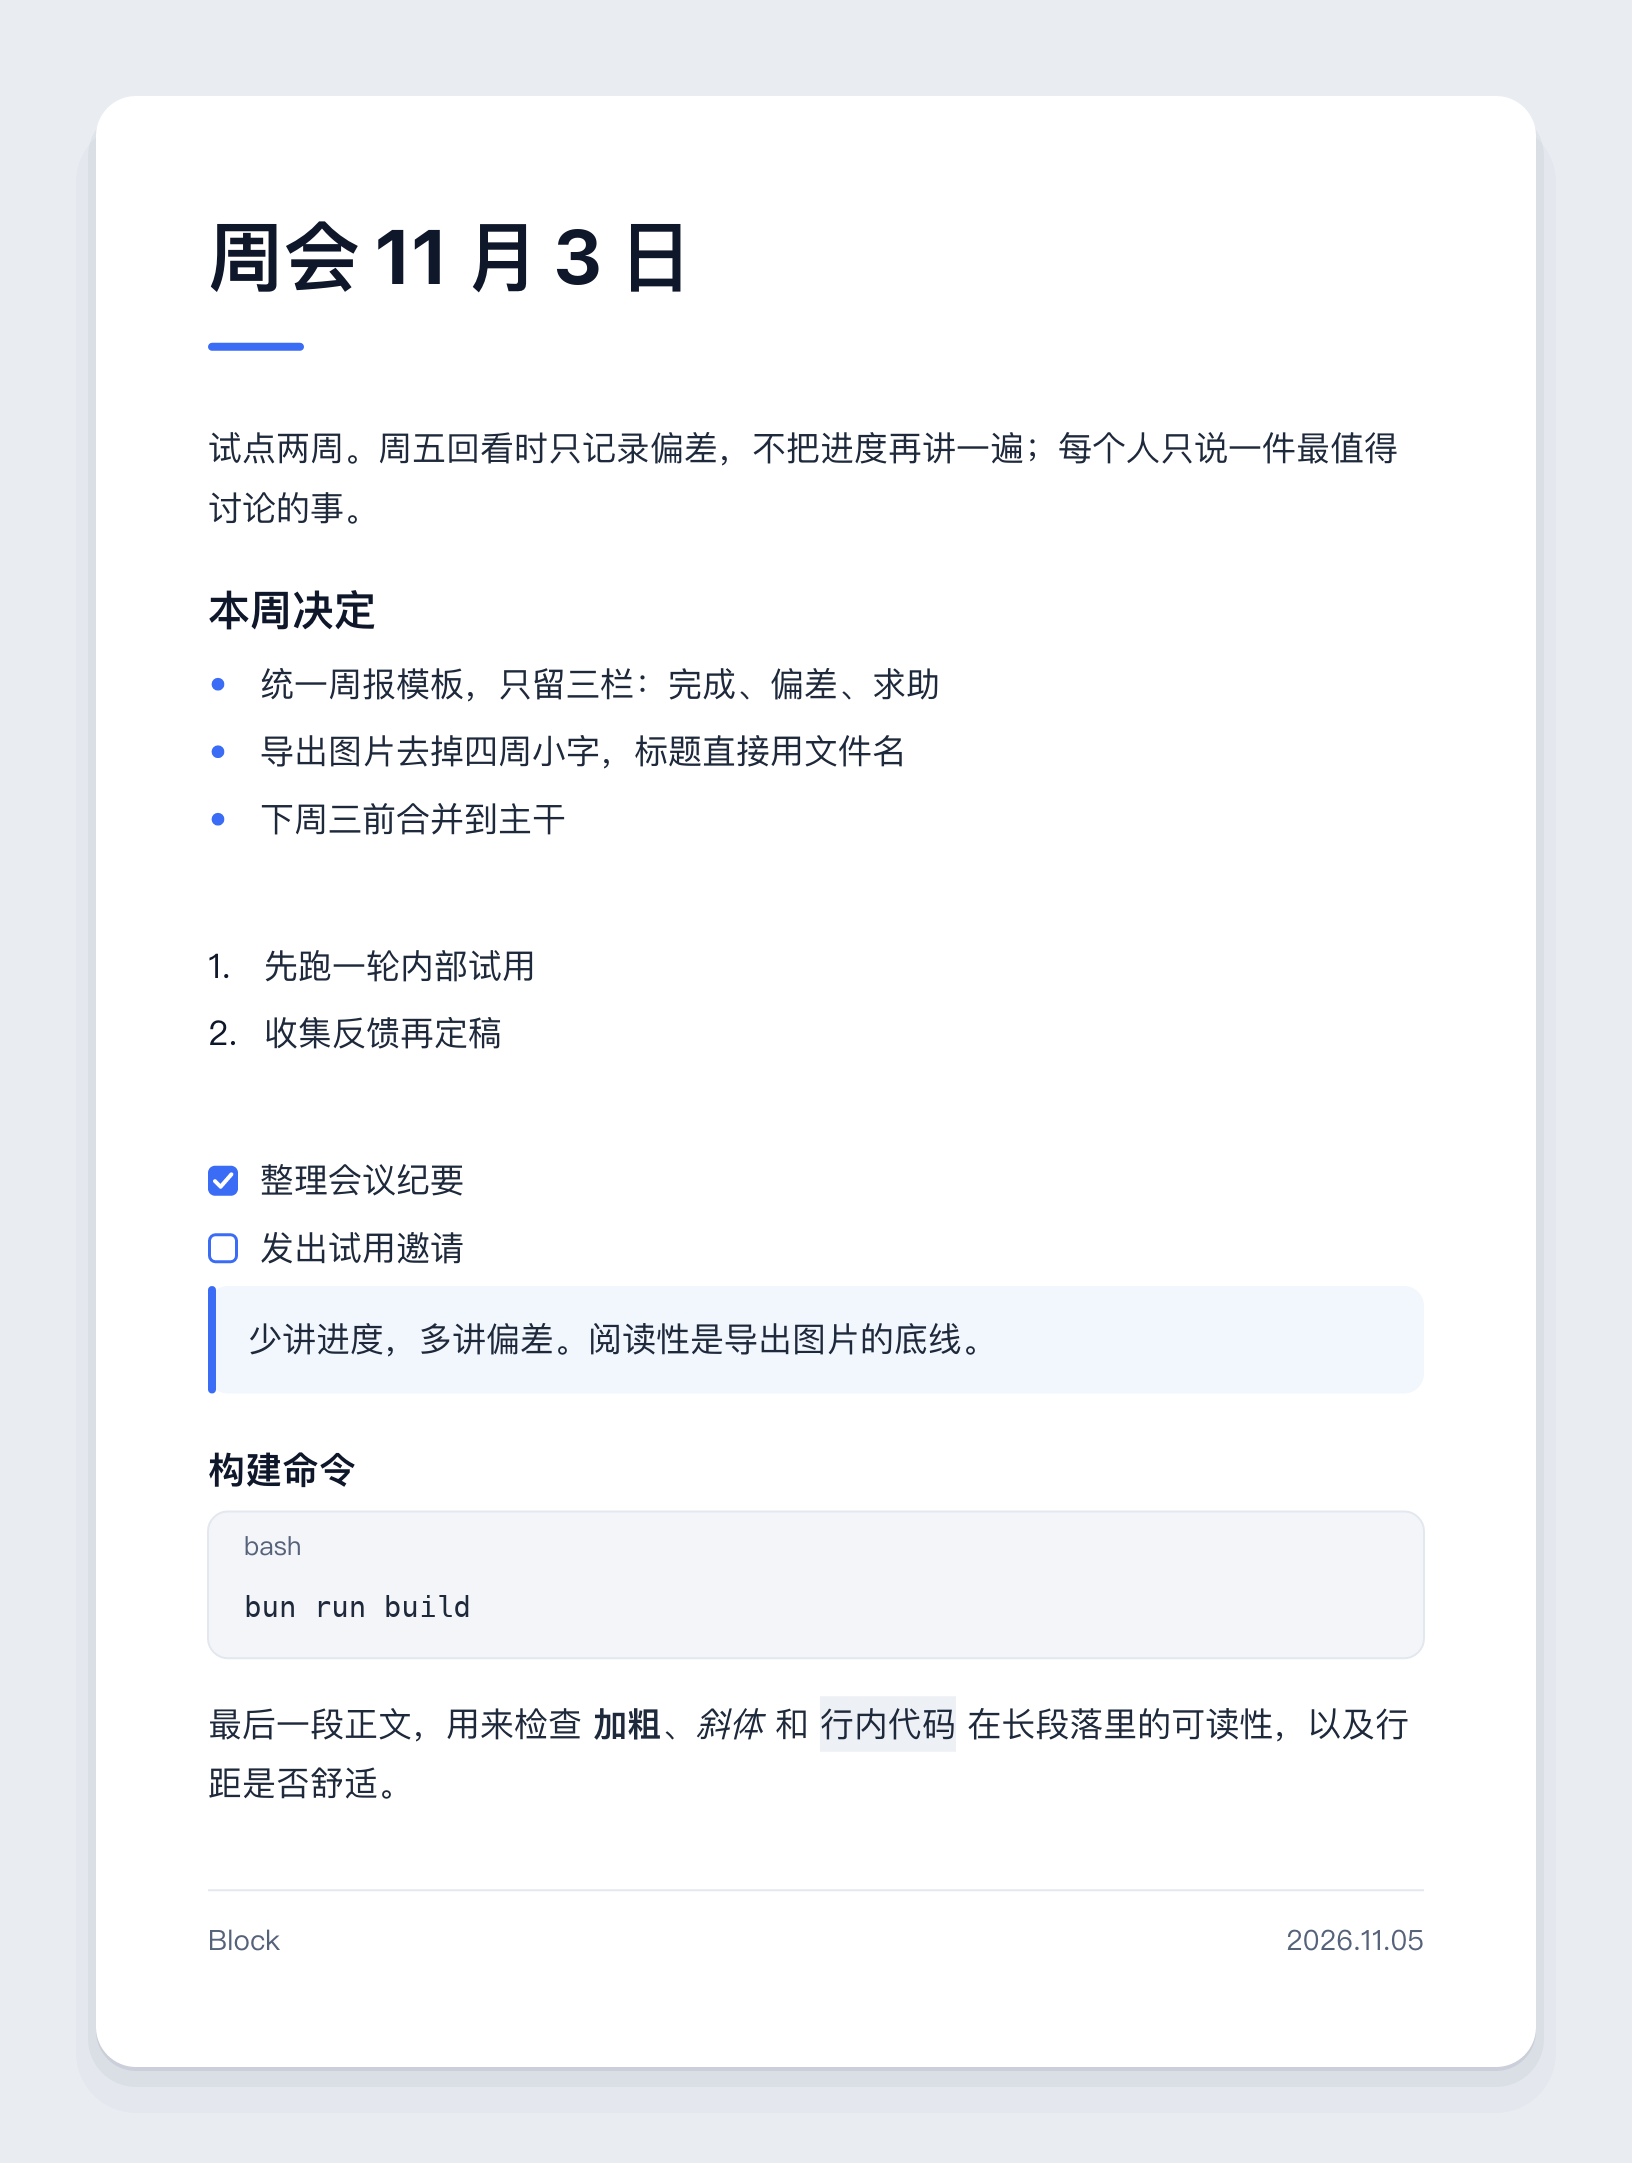 周会 11 月 3 日
试点两周。周五回看时只记录偏差，不把进度再讲一遍；每个人只说一件最值得
讨论的事。
本周决定
• 统一周报模板，只留三栏：完成、偏差、求助
• 导出图片去掉四周小字，标题直接用文件名
• 下周三前合并到主干
1. 先跑一轮内部试用
2. 收集反馈再定稿
整理会议纪要
发出试用邀请
少讲进度，多讲偏差。阅读性是导出图片的底线。
构建命令
bash
bun run build
最后一段正文，用来检查 加粗、斜体 和 行内代码 在长段落里的可读性，以及行
距是否舒适。
Block
2026.11.05